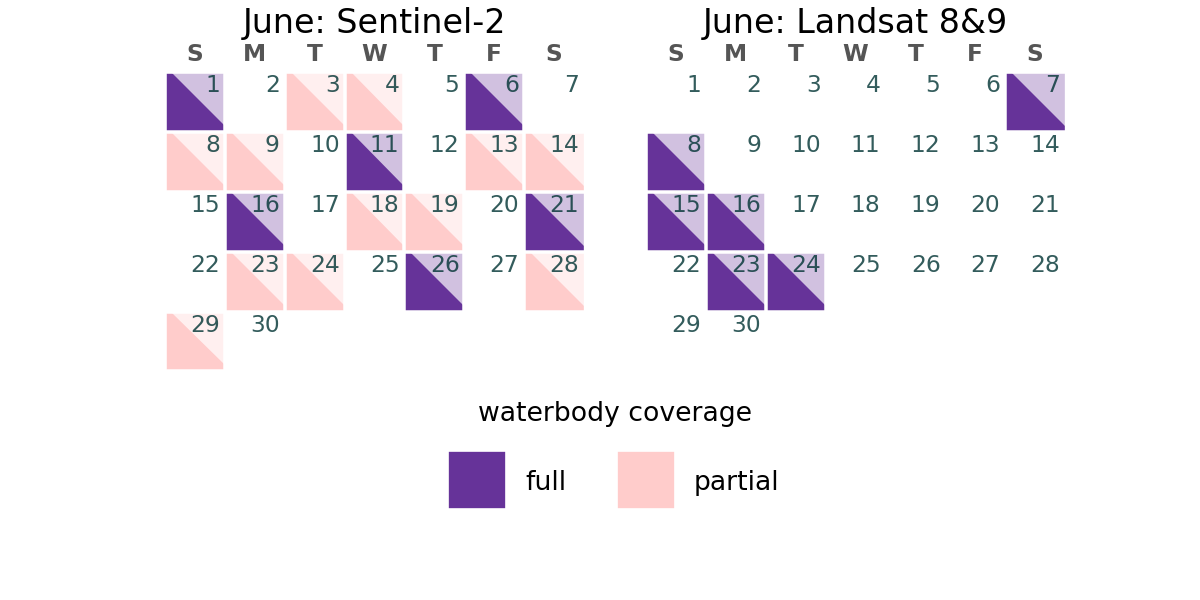 June: Sentinel-2
S M T W T F S
1 2 3 4 5 6 7
8 9 10 11 12 13 14
15 16 17 18 19 20 21
22 23 24 25 26 27 28
29 30
June: Landsat 8&9
S M T W T F S
1 2 3 4 5 6 7
8 9 10 11 12 13 14
15 16 17 18 19 20 21
22 23 24 25 26 27 28
29 30
waterbody coverage
full partial